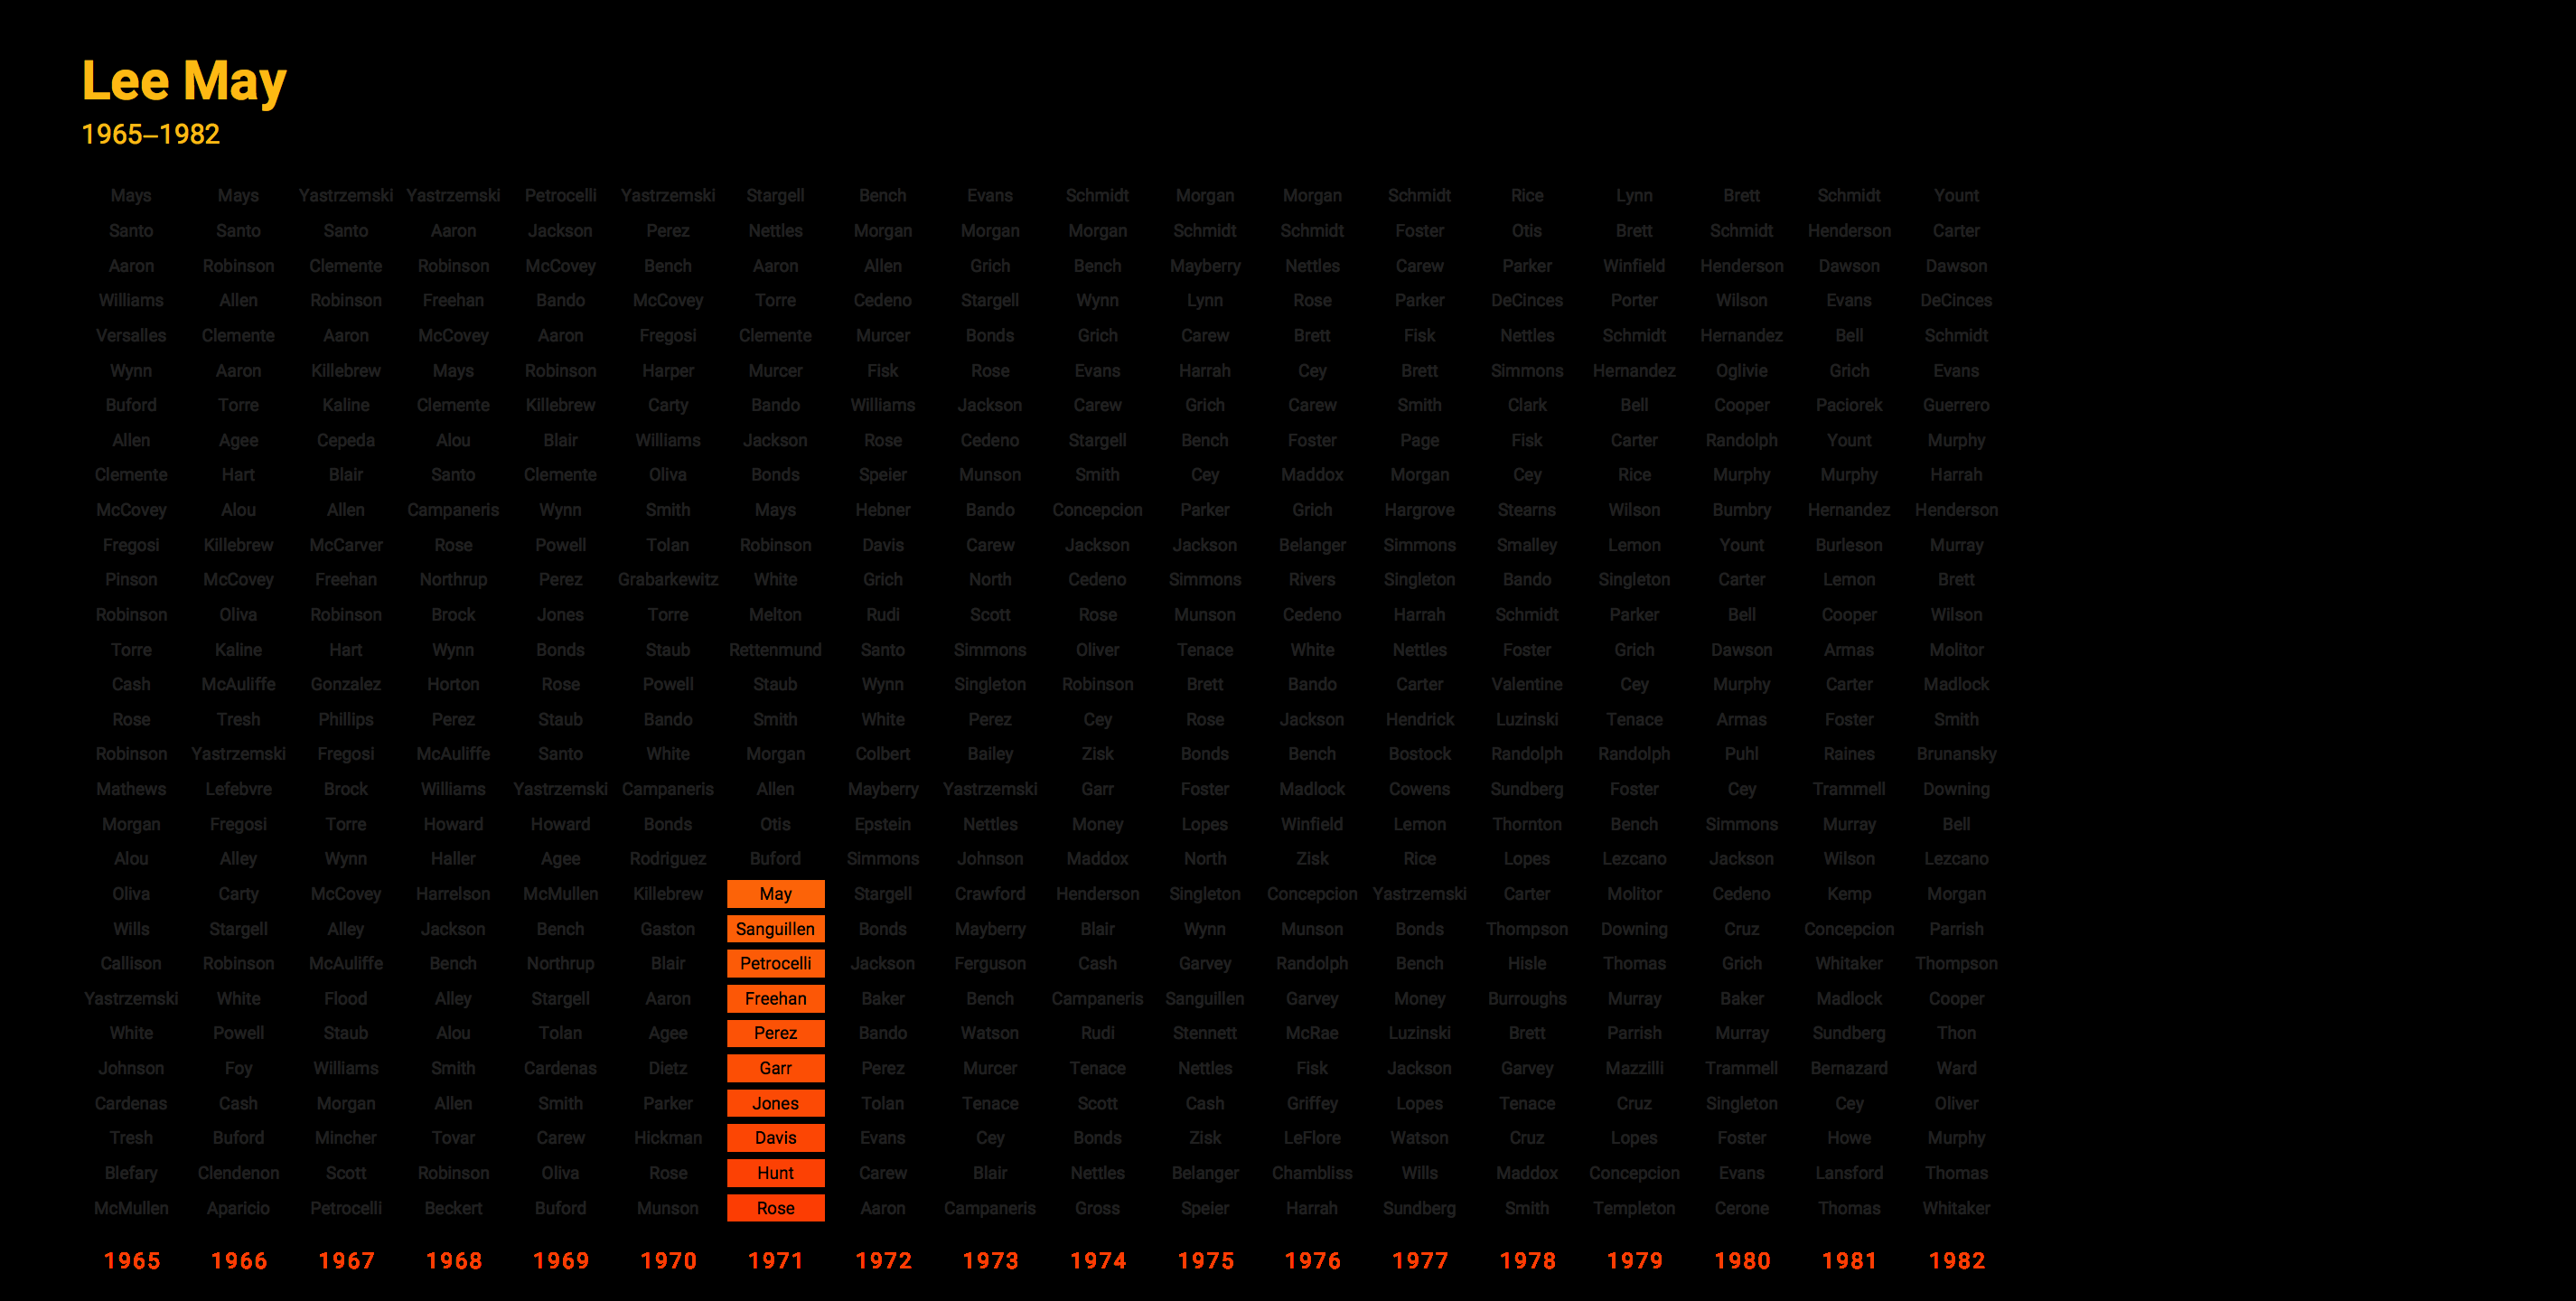 Lee May
1965–1982
Mays Mays Yastrzemski Yastrzemski Petrocelli Yastrzemski Stargell Bench Evans Schmidt Morgan Morgan Schmidt Rice Lynn Brett Schmidt Yount
Santo Santo Santo Aaron Jackson Perez Nettles Morgan Morgan Morgan Schmidt Schmidt Foster Otis Brett Schmidt Henderson Carter
Aaron Robinson Clemente Robinson McCovey Bench Aaron Allen Grich Bench Mayberry Nettles Carew Parker Winfield Henderson Dawson Dawson
Williams Allen Robinson Freehan Bando McCovey Torre Cedeno Stargell Wynn Lynn Rose Parker DeCinces Porter Wilson Evans DeCinces
Versalles Clemente Aaron McCovey Aaron Fregosi Clemente Murcer Bonds Grich Carew Brett Fisk Nettles Schmidt Hernandez Bell Schmidt
Wynn Aaron Killebrew Mays Robinson Harper Murcer Fisk Rose Evans Harrah Cey Brett Simmons Hernandez Oglivie Grich Evans
Buford Torre Kaline Clemente Killebrew Carty Bando Williams Jackson Carew Grich Carew Smith Clark Bell Cooper Paciorek Guerrero
Allen Agee Cepeda Alou Blair Williams Jackson Rose Cedeno Stargell Bench Foster Page Fisk Carter Randolph Yount Murphy
Clemente Hart Blair Santo Clemente Oliva Bonds Speier Munson Smith Cey Maddox Morgan Cey Rice Murphy Murphy Harrah
McCovey Alou Allen Campaneris Wynn Smith Mays Hebner Bando Concepcion Parker Grich Hargrove Stearns Wilson Bumbry Hernandez Henderson
Fregosi Killebrew McCarver Rose Powell Tolan Robinson Davis Carew Jackson Jackson Belanger Simmons Smalley Lemon Yount Burleson Murray
Pinson McCovey Freehan Northrup Perez Grabarkewitz White Grich North Cedeno Simmons Rivers Singleton Bando Singleton Carter Lemon Brett
Robinson Oliva Robinson Brock Jones Torre Melton Rudi Scott Rose Munson Cedeno Harrah Schmidt Parker Bell Cooper Wilson
Torre Kaline Hart Wynn Bonds Staub Rettenmund Santo Simmons Oliver Tenace White Nettles Foster Grich Dawson Armas Molitor
Cash McAuliffe Gonzalez Horton Rose Powell Staub Wynn Singleton Robinson Brett Bando Carter Valentine Cey Murphy Carter Madlock
Rose Tresh Phillips Perez Staub Bando Smith White Perez Cey Rose Jackson Hendrick Luzinski Tenace Armas Foster Smith
Robinson Yastrzemski Fregosi McAuliffe Santo White Morgan Colbert Bailey Zisk Bonds Bench Bostock Randolph Randolph Puhl Raines Brunansky
Mathews Lefebvre Brock Williams Yastrzemski Campaneris Allen Mayberry Yastrzemski Garr Foster Madlock Cowens Sundberg Foster Cey Trammell Downing
Morgan Fregosi Torre Howard Howard Bonds Otis Epstein Nettles Money Lopes Winfield Lemon Thornton Bench Simmons Murray Bell
Alou Alley Wynn Haller Agee Rodriguez Buford Simmons Johnson Maddox North Zisk Rice Lopes Lezcano Jackson Wilson Lezcano
Oliva Carty McCovey Harrelson McMullen Killebrew May Stargell Crawford Henderson Singleton Concepcion Yastrzemski Carter Molitor Cedeno Kemp Morgan
Wills Stargell Alley Jackson Bench Gaston Sanguillen Bonds Mayberry Blair Wynn Munson Bonds Thompson Downing Cruz Concepcion Parrish
Callison Robinson McAuliffe Bench Northrup Blair Petrocelli Jackson Ferguson Cash Garvey Randolph Bench Hisle Thomas Grich Whitaker Thompson
Yastrzemski White Flood Alley Stargell Aaron Freehan Baker Bench Campaneris Sanguillen Garvey Money Burroughs Murray Baker Madlock Cooper
White Powell Staub Alou Tolan Agee Perez Bando Watson Rudi Stennett McRae Luzinski Brett Parrish Murray Sundberg Thon
Johnson Foy Williams Smith Cardenas Dietz Garr Perez Murcer Tenace Nettles Fisk Jackson Garvey Mazzilli Trammell Bernazard Ward
Cardenas Cash Morgan Allen Smith Parker Jones Tolan Tenace Scott Cash Griffey Lopes Tenace Cruz Singleton Cey Oliver
Tresh Buford Mincher Tovar Carew Hickman Davis Evans Cey Bonds Zisk LeFlore Watson Cruz Lopes Foster Howe Murphy
Blefary Clendenon Scott Robinson Oliva Rose Hunt Carew Blair Nettles Belanger Chambliss Wills Maddox Concepcion Evans Lansford Thomas
McMullen Aparicio Petrocelli Beckert Buford Munson Rose Aaron Campaneris Gross Speier Harrah Sundberg Smith Templeton Cerone Thomas Whitaker
1965 1966 1967 1968 1969 1970 1971 1972 1973 1974 1975 1976 1977 1978 1979 1980 1981 1982